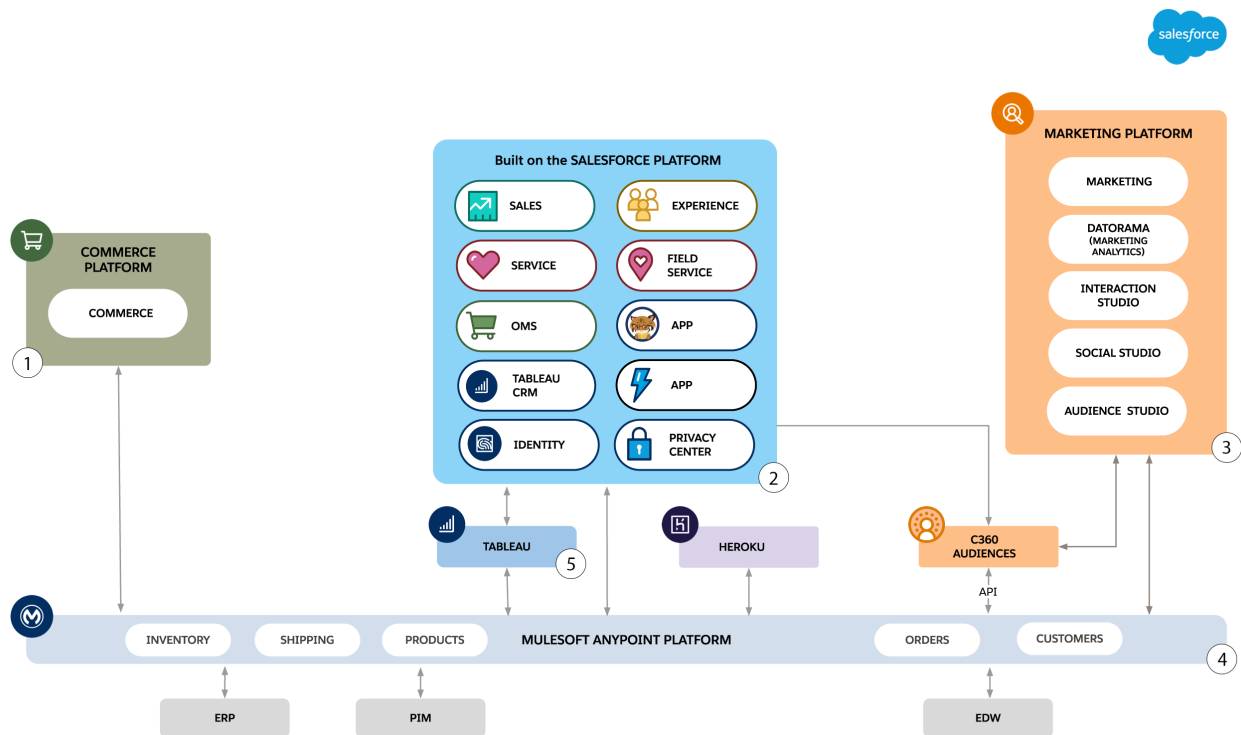 salesforce
MARKETING PLATFORM
MARKETING
DATORAMA
(MARKETING
ANALYTICS)
INTERACTION
STUDIO
SOCIAL STUDIO
AUDIENCE STUDIO
3
Built on the SALESFORCE PLATFORM
SALES
EXPERIENCE
SERVICE
FIELD
SERVICE
OMS
APP
TABLEAU
CRM
APP
IDENTITY
PRIVACY
CENTER
2
COMMERCE
PLATFORM
COMMERCE
1
TABLEAU
5
HEROKU
C360
AUDIENCES
API
INVENTORY
SHIPPING
PRODUCTS
MULESOFT ANYPOINT PLATFORM
ORDERS
CUSTOMERS
4
ERP
PIM
EDW